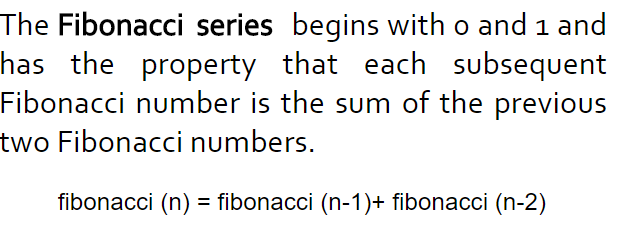 The Fibonacci series begins with 0 and 1 and
has the property that each subsequent
Fibonacci number is the sum of the previous
two Fibonacci numbers.
fibonacci (n) = fibonacci (n-1)+ fibonacci (n-2)